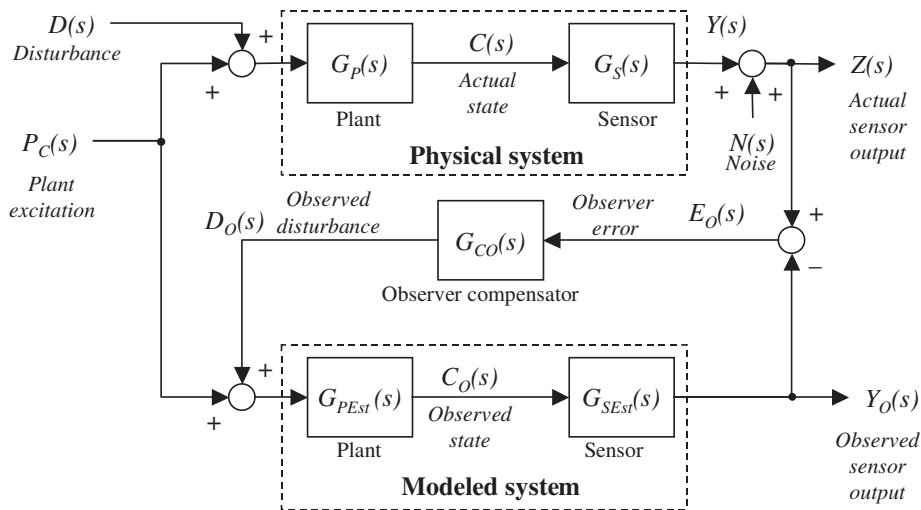 D(s)
Disturbance
+
+
G_P(s)
Plant
C(s)
Actual
state
G_S(s)
Sensor
Physical system
Y(s)
+
+
N(s)
Noise
Z(s)
Actual
sensor
output
P_C(s)
Plant
excitation
D_O(s)
Observed
disturbance
G_CO(s)
Observer compensator
Observer
error
E_O(s)
+
–
+
+
G_PEst(s)
Plant
C_O(s)
Observed
state
G_SEst(s)
Sensor
Modeled system
Y_O(s)
Observed
sensor
output